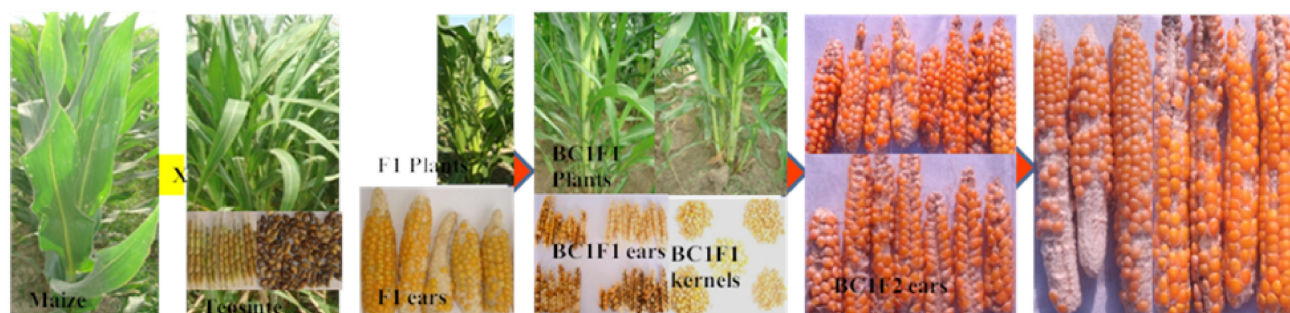 Maize
X
Teosinte
F1 Plants
F1 ears
BC1F1
Plants
BC1F1 ears
BC1F1
kernels
BC1F2 ears